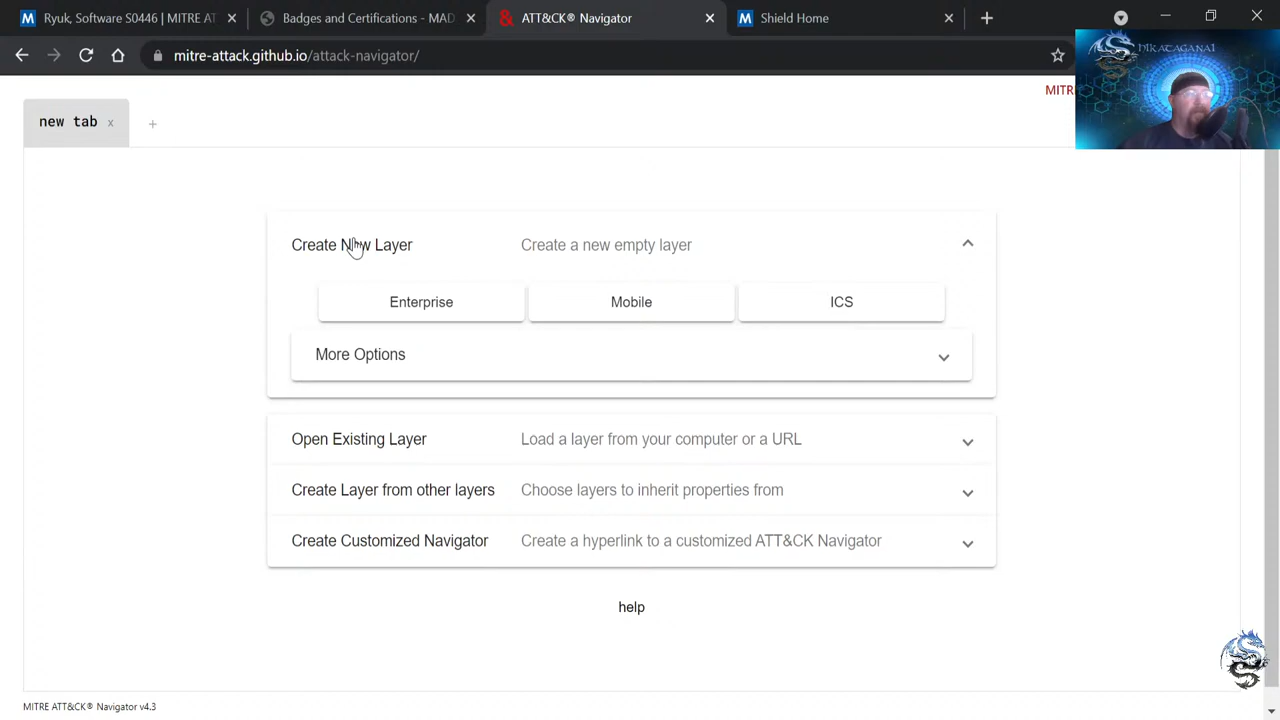 Ryuk, Software S0446 | MITRE AT
Badges and Certifications - MAD
ATT&CK® Navigator
Shield Home
mitre-attack.github.io/attack-navigator/
HIKATAGANAI
MITRE
new tab x
+
Create New Layer Create a new empty layer
Enterprise Mobile ICS
More Options
Open Existing Layer Load a layer from your computer or a URL
Create Layer from other layers Choose layers to inherit properties from
Create Customized Navigator Create a hyperlink to a customized ATT&CK Navigator
help
MITRE ATT&CK® Navigator v4.3